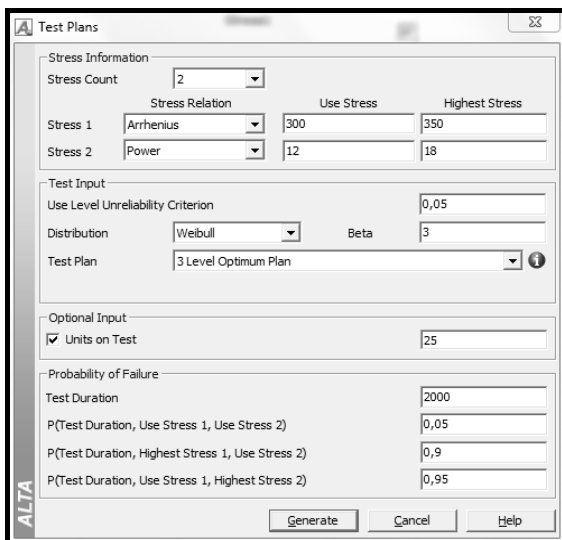 Test Plans
Stress Information
Stress Count 2
Stress Relation Use Stress Highest Stress
Stress 1 Arrhenius 300 350
Stress 2 Power 12 18
Test Input
Use Level Unreliability Criterion 0,05
Distribution Weibull Beta 3
Test Plan 3 Level Optimum Plan
Optional Input
Units on Test 25
Probability of Failure
Test Duration 2000
P(Test Duration, Use Stress 1, Use Stress 2) 0,05
P(Test Duration, Highest Stress 1, Use Stress 2) 0,9
P(Test Duration, Use Stress 1, Highest Stress 2) 0,95
ALTA
Generate Cancel Help